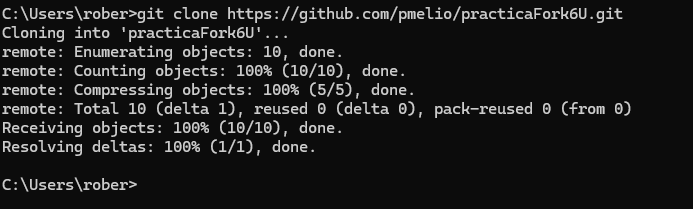 C:\Users\rober>git clone https://github.com/pmelio/practicaFork6U.git
Cloning into 'practicaFork6U'...
remote: Enumerating objects: 10, done.
remote: Counting objects: 100% (10/10), done.
remote: Compressing objects: 100% (5/5), done.
remote: Total 10 (delta 1), reused 0 (delta 0), pack-reused 0 (from 0)
Receiving objects: 100% (10/10), done.
Resolving deltas: 100% (1/1), done.
C:\Users\rober>